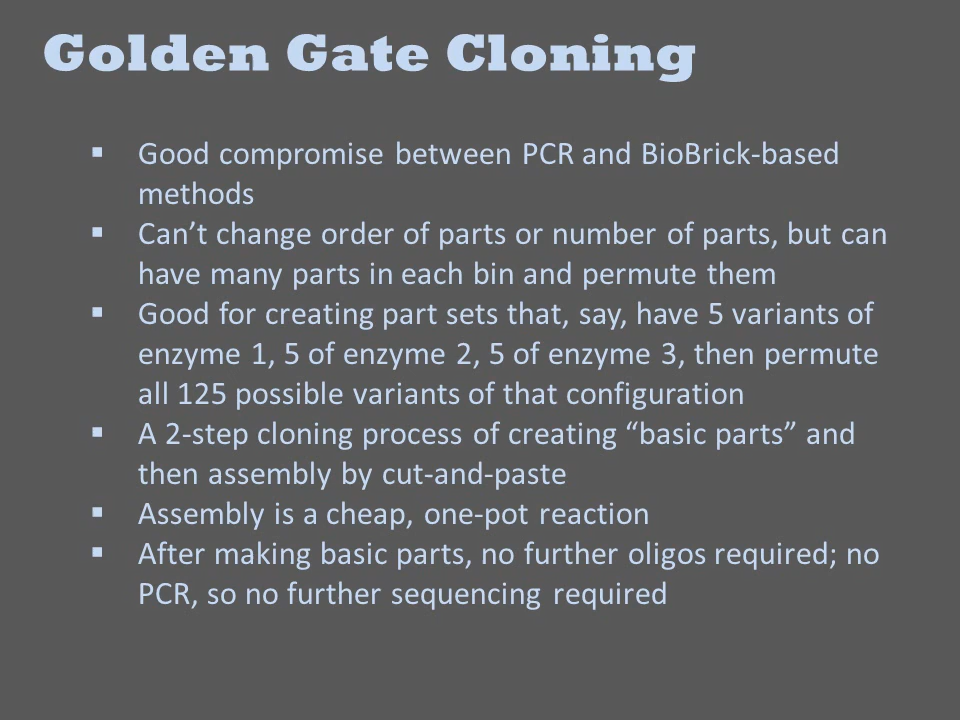 Golden Gate Cloning
▪ Good compromise between PCR and BioBrick-based
methods
▪ Can’t change order of parts or number of parts, but can
have many parts in each bin and permute them
▪ Good for creating part sets that, say, have 5 variants of
enzyme 1, 5 of enzyme 2, 5 of enzyme 3, then permute
all 125 possible variants of that configuration
▪ A 2-step cloning process of creating “basic parts” and
then assembly by cut-and-paste
▪ Assembly is a cheap, one-pot reaction
▪ After making basic parts, no further oligos required; no
PCR, so no further sequencing required